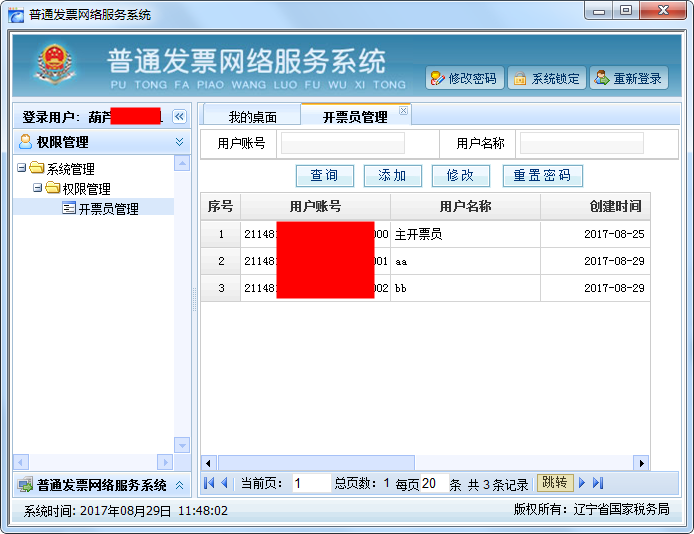 普通发票网络服务系统
普通发票网络服务系统
PU TONG FA PIAO WANG LUO FU WU XI TONG
修改密码 系统锁定 重新登录
登录用户: 葫芦
权限管理
系统管理
权限管理
开票员管理
普通发票网络服务系统
我的桌面 开票员管理
用户账号 用户名称
查询 添加 修改 重置密码
序号 用户账号 用户名称 创建时间
1 21148 000 主开票员 2017-08-25
2 21148 001 aa 2017-08-29
3 21148 002 bb 2017-08-29
当前页: 1 总页数: 1 每页 20 条 共 3 条记录 跳转
系统时间: 2017年08月29日 11:48:02 版权所有: 辽宁省国家税务局